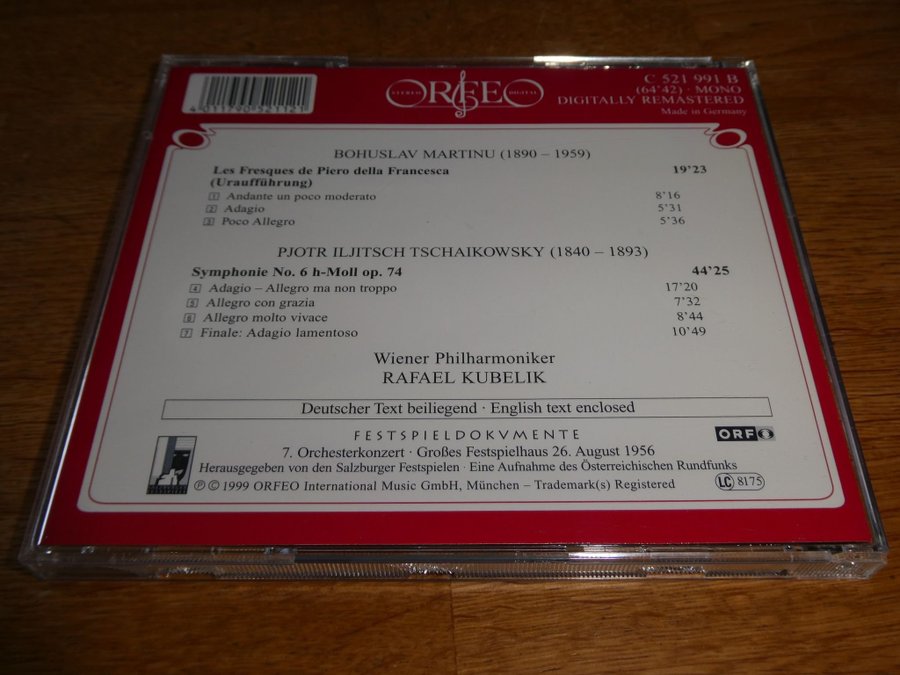 4011790521121
STEREO ORFEO DIGITAL
C 521 991 B
(64'42) · MONO
DIGITALLY REMASTERED
Made in Germany
BOHUSLAV MARTINU (1890 – 1959)
Les Fresques de Piero della Francesca 19'23
(Uraufführung)
1 Andante un poco moderato 8'16
2 Adagio 5'31
3 Poco Allegro 5'36
PJOTR ILJITSCH TSCHAIKOWSKY (1840 – 1893)
Symphonie No. 6 h-Moll op. 74 44'25
4 Adagio – Allegro ma non troppo 17'20
5 Allegro con grazia 7'32
6 Allegro molto vivace 8'44
7 Finale: Adagio lamentoso 10'49
Wiener Philharmoniker
RAFAEL KUBELIK
Deutscher Text beiliegend · English text enclosed
FESTSPIELDOKVMENTE
ORF
7. Orchesterkonzert · Großes Festspielhaus 26. August 1956
Herausgegeben von den Salzburger Festspielen · Eine Aufnahme des Österreichischen Rundfunks
℗ © 1999 ORFEO International Music GmbH, München – Trademark(s) Registered
LC 8175